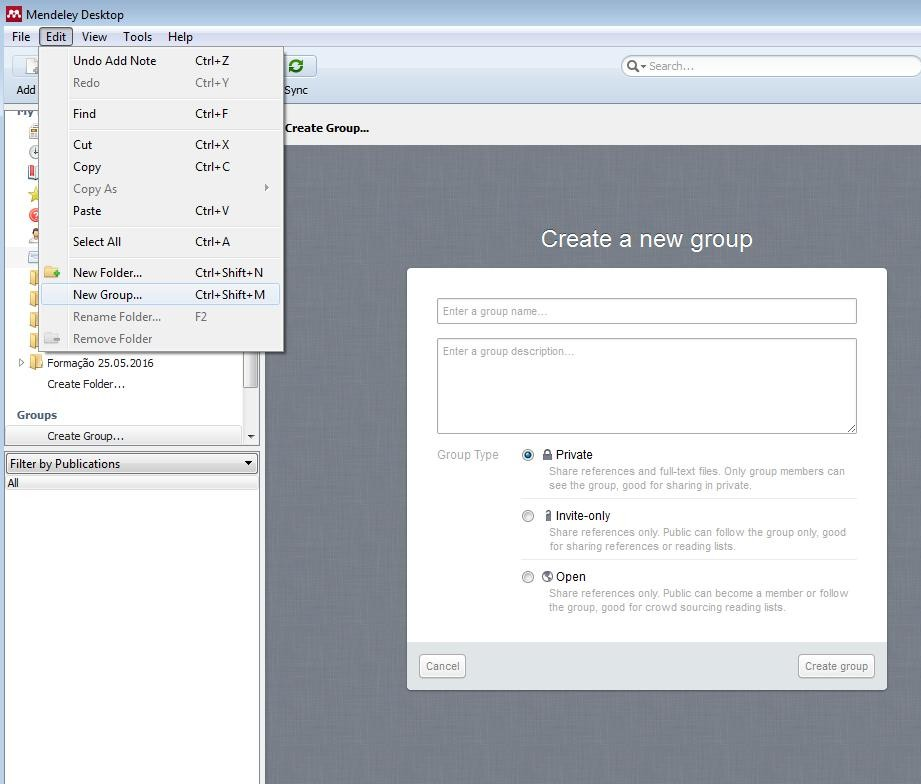 Mendeley Desktop
File Edit View Tools Help
Undo Add Note Ctrl+Z
Redo Ctrl+Y
Find Ctrl+F
Cut Ctrl+X
Copy Ctrl+C
Copy As
Paste Ctrl+V
Select All Ctrl+A
New Folder... Ctrl+Shift+N
New Group... Ctrl+Shift+M
Rename Folder... F2
Remove Folder
Add
Sync
Search...
My
Formação 25.05.2016
Create Folder...
Groups
Create Group...
Filter by Publications
All
Create Group...
Create a new group
Enter a group name...
Enter a group description...
Group Type
Private
Share references and full-text files. Only group members can
see the group, good for sharing in private.
Invite-only
Share references only. Public can follow the group only, good
for sharing references or reading lists.
Open
Share references only. Public can become a member or follow
the group, good for crowd sourcing reading lists.
Cancel
Create group